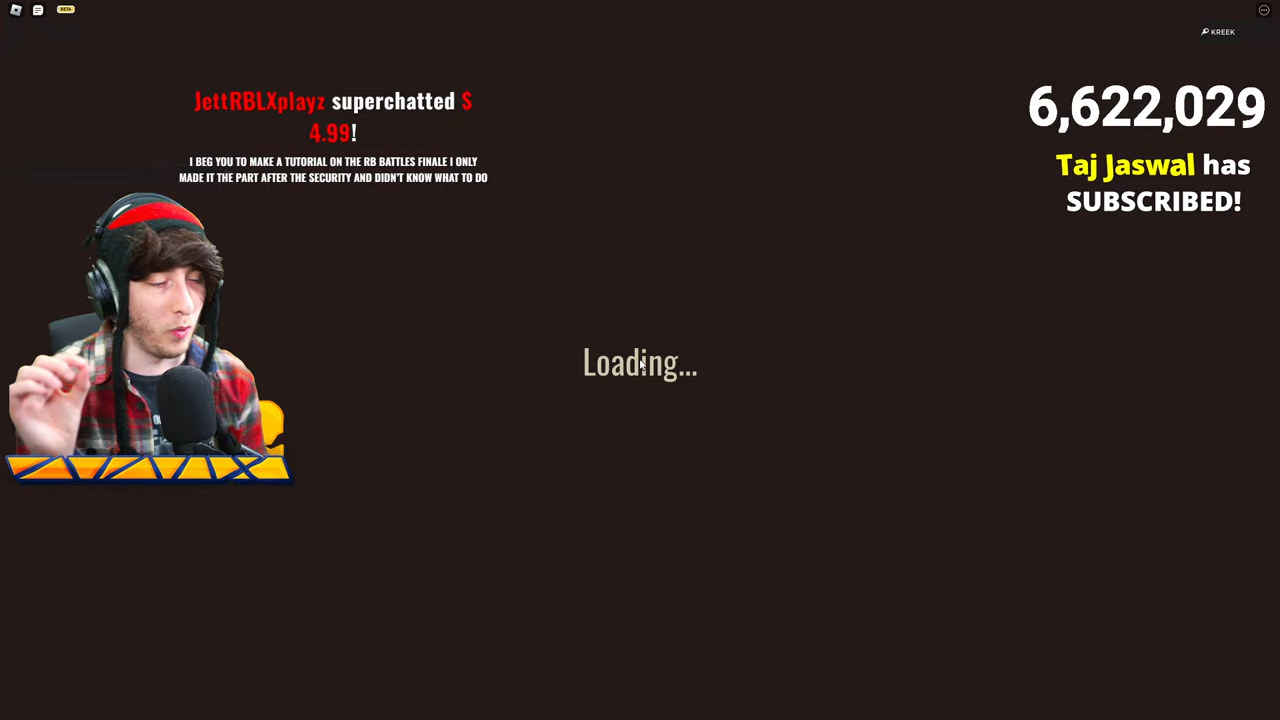 BETA
KREEK
JettRBLXplayz superchatted $
4.99!
I BEG YOU TO MAKE A TUTORIAL ON THE RB BATTLES FINALE I ONLY
MADE IT THE PART AFTER THE SECURITY AND DIDN'T KNOW WHAT TO DO
6,622,029
Taj Jaswal has
SUBSCRIBED!
Loading...